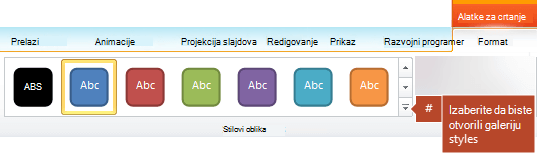 Alatke za crtanje
Prelazi Animacije Projekcija slajdova Redigovanje Prikaz Razvojni programer Format
ABS Abc Abc Abc Abc Abc Abc
# Izaberite da biste
otvorili galeriju
styles
Stilovi oblika